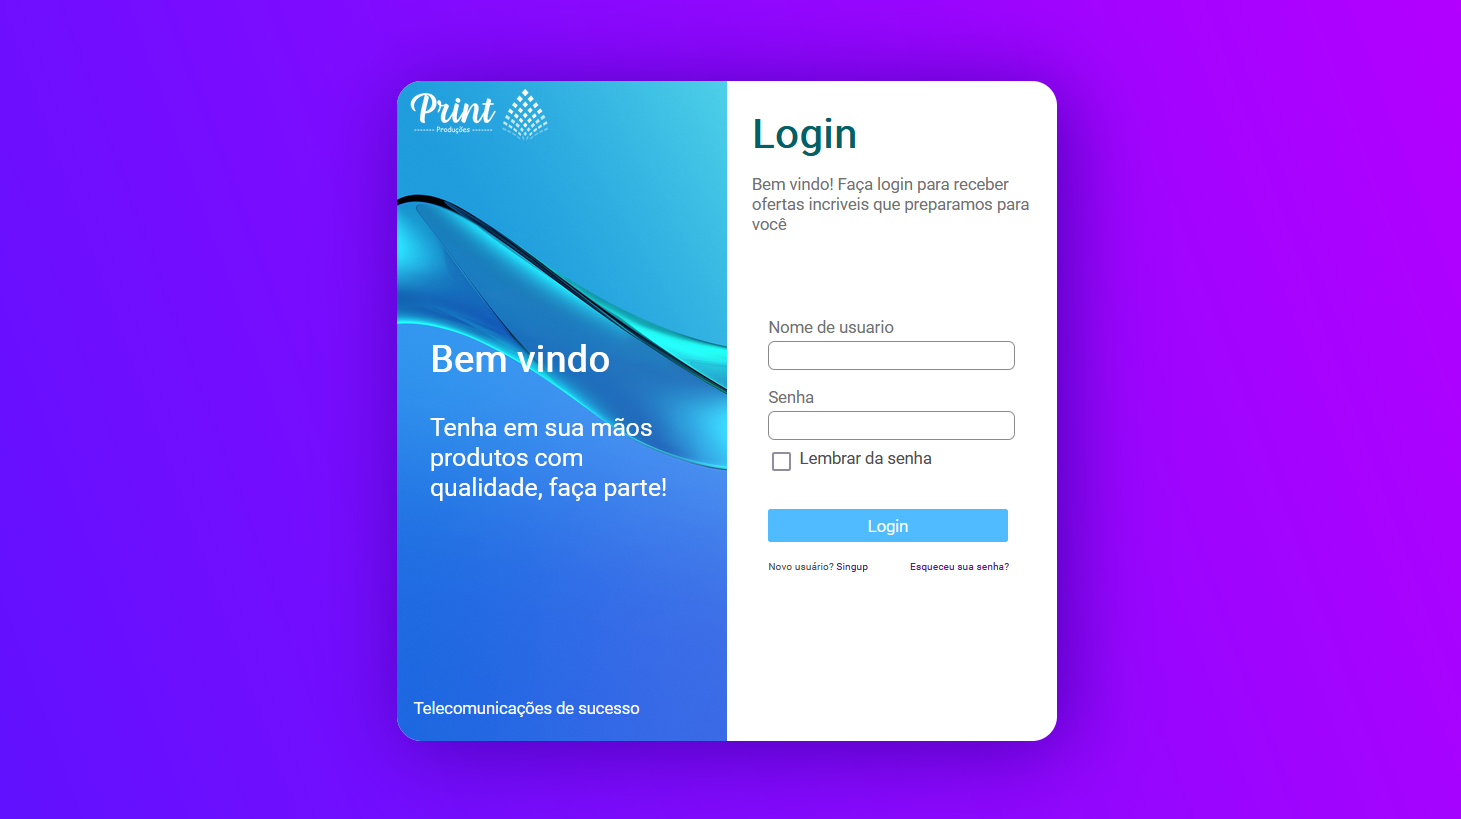 Print
Produções
Bem vindo
Tenha em sua mãos
produtos com
qualidade, faça parte!
Telecomunicações de sucesso
Login
Bem vindo! Faça login para receber
ofertas incriveis que preparamos para
você
Nome de usuario
Senha
Lembrar da senha
Login
Novo usuário? Singup
Esqueceu sua senha?